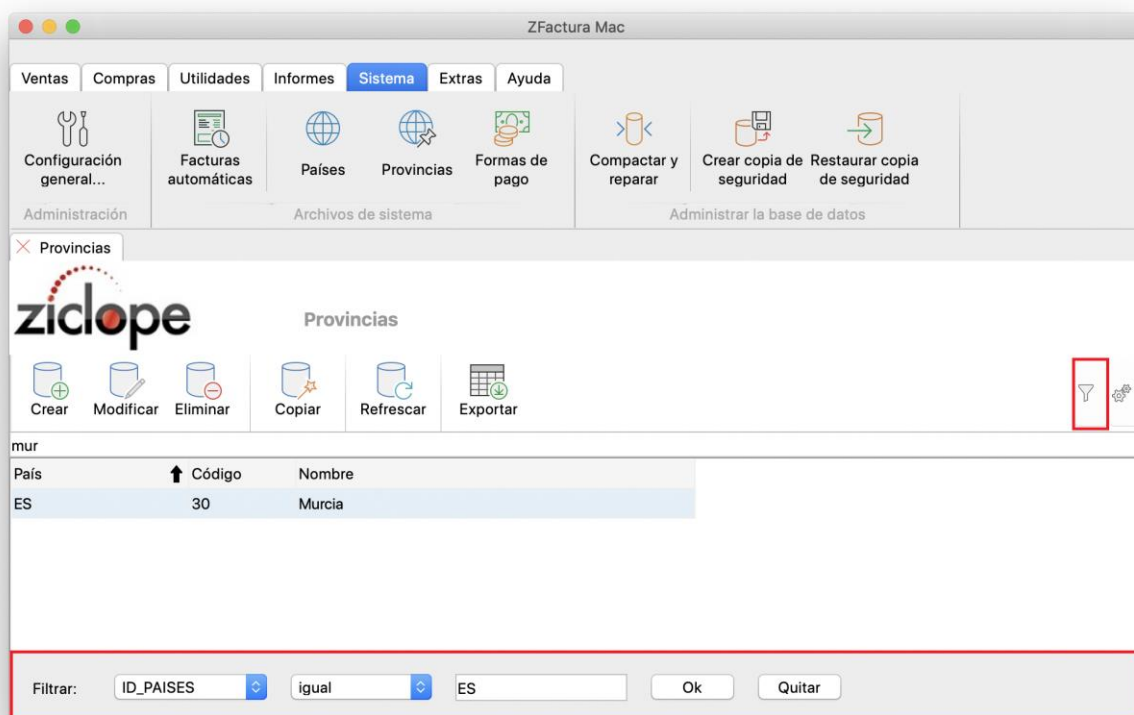 ZFactura Mac
Ventas Compras Utilidades Informes Sistema Extras Ayuda
Configuración general...
Facturas automáticas
Países
Provincias
Formas de pago
Compactar y reparar
Crear copia de seguridad
Restaurar copia de seguridad
Administración Archivos de sistema Administrar la base de datos
Provincias
ziclope
Provincias
Crear Modificar Eliminar Copiar Refrescar Exportar
mur
País Código Nombre
ES 30 Murcia
Filtrar: ID_PAISES igual ES Ok Quitar